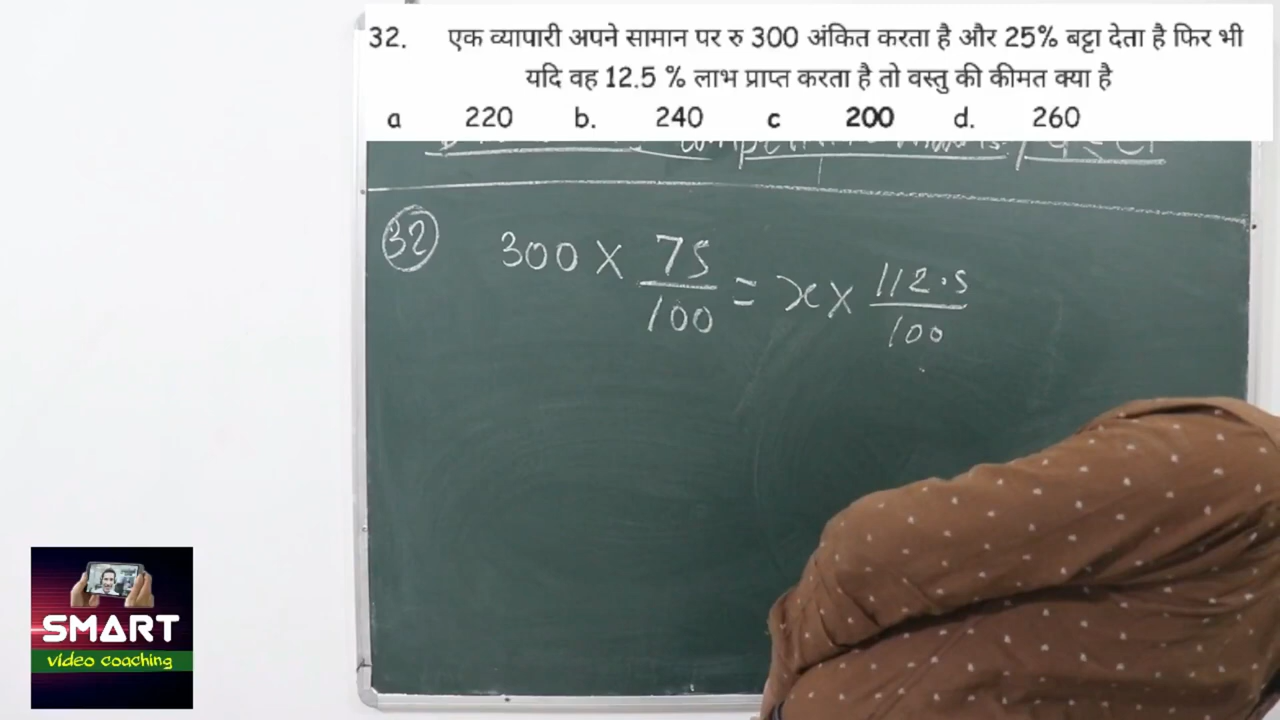 32. एक व्यापारी अपने सामान पर रु 300 अंकित करता है और 25% बट्टा देता है फिर भी
यदि वह 12.5 % लाभ प्राप्त करता है तो वस्तु की कीमत क्या है
a 220 b. 240 c 200 d. 260
32 300 × 75/100 = x × 112.5/100
SMART
video coaching